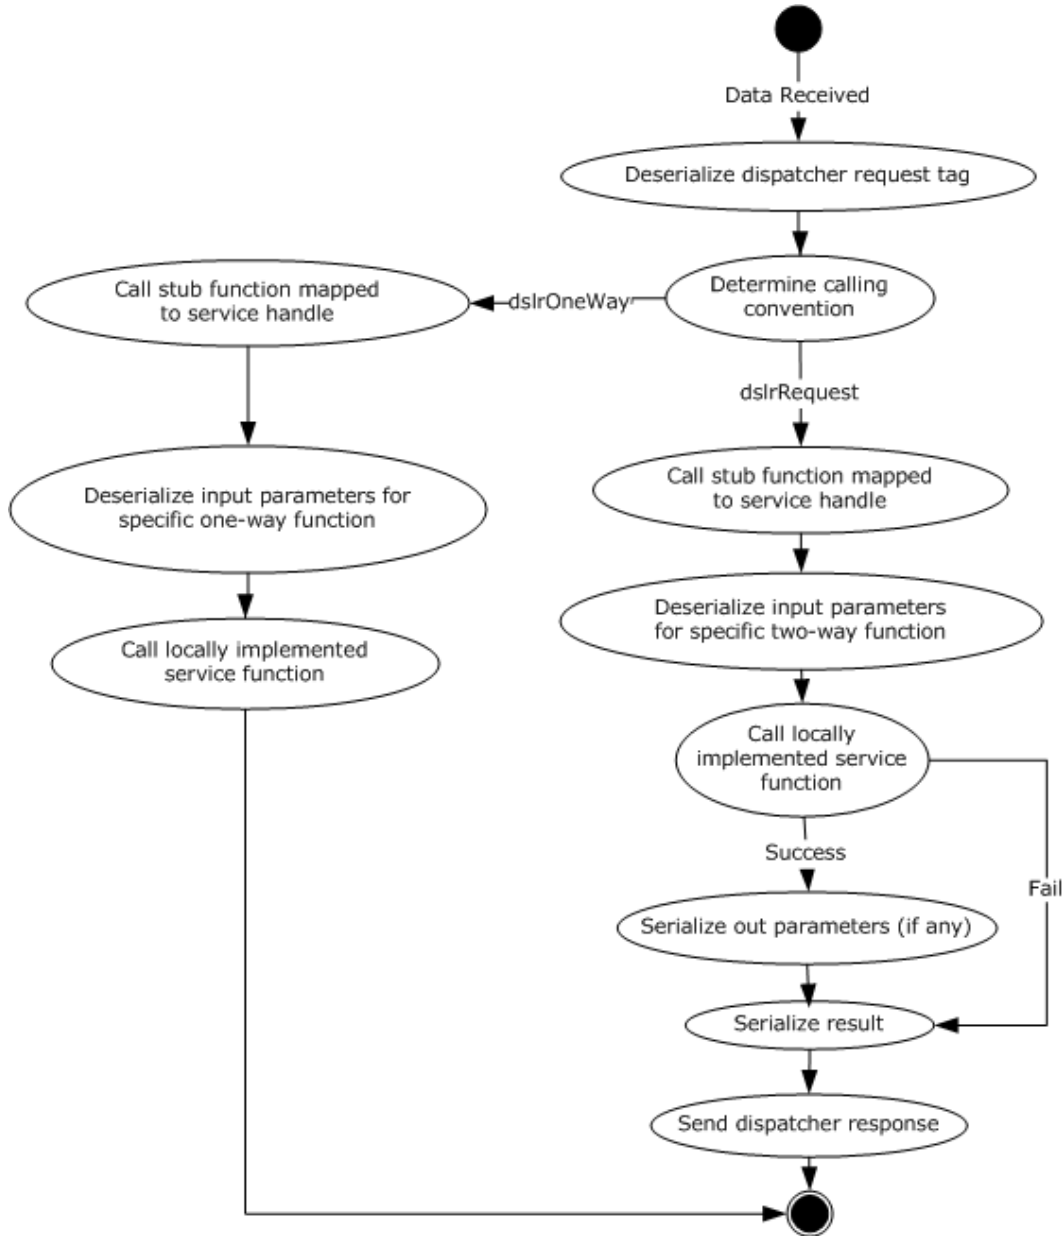 Data Received
Deserialize dispatcher request tag
Determine calling
convention
dslrOneWay
Call stub function mapped
to service handle
Deserialize input parameters for
specific one-way function
Call locally implemented
service function
dslrRequest
Call stub function mapped
to service handle
Deserialize input parameters
for specific two-way function
Call locally
implemented service
function
Success
Fail
Serialize out parameters (if any)
Serialize result
Send dispatcher response